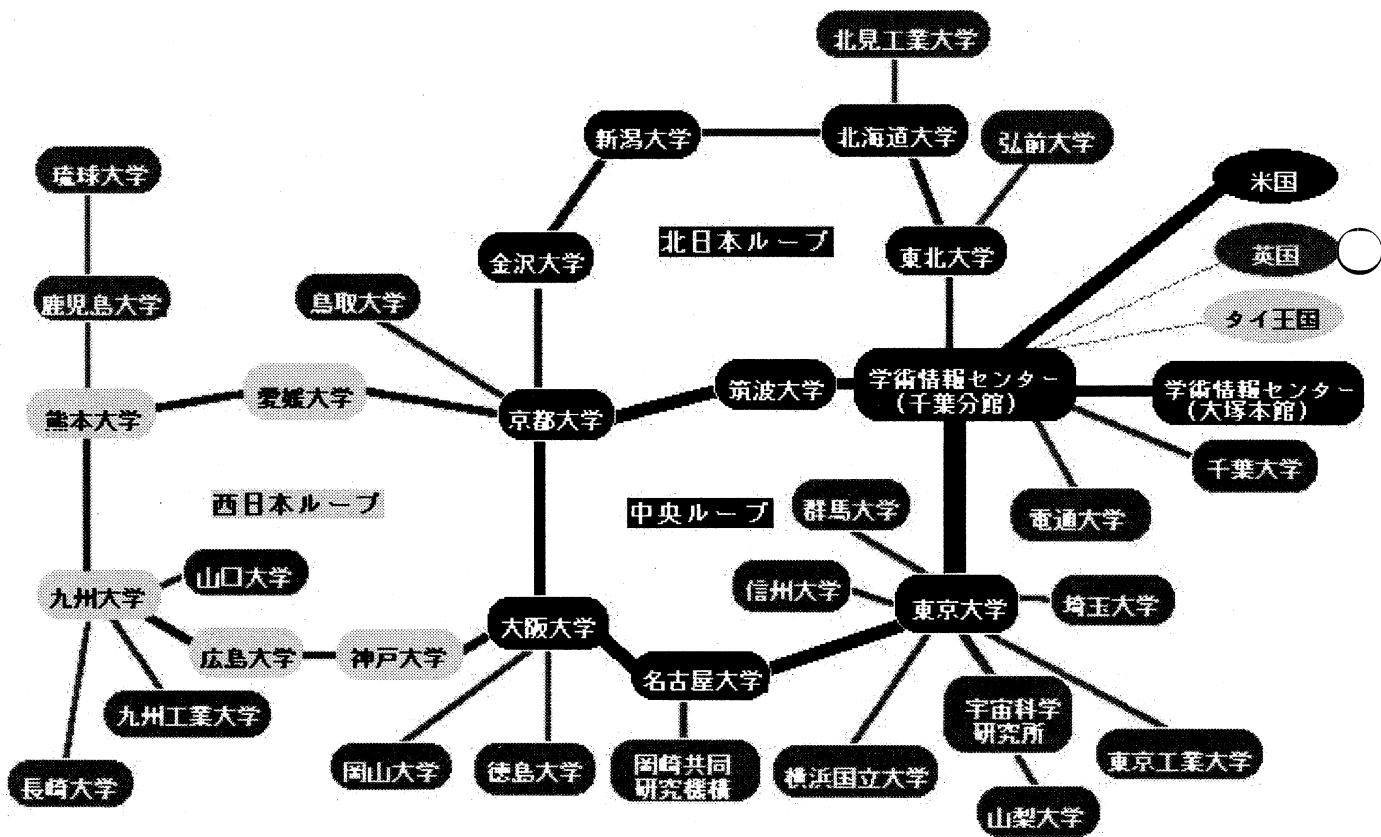 北見工業大学
新潟大学
北海道大学
弘前大学
琉球大学
米国
金沢大学
北日本ループ
東北大学
英国
鹿児島大学
鳥取大学
タイ王国
熊本大学
愛媛大学
京都大学
筑波大学
学術情報センター
(千葉分館)
学術情報センター
(大塚本館)
千葉大学
西日本ループ
中央ループ
群馬大学
電通大学
山口大学
九州大学
信州大学
東京大学
埼玉大学
広島大学
神戸大学
大阪大学
名古屋大学
九州工業大学
宇宙科学
研究所
長崎大学
岡山大学
徳島大学
岡崎共同
研究機構
横浜国立大学
東京工業大学
山梨大学